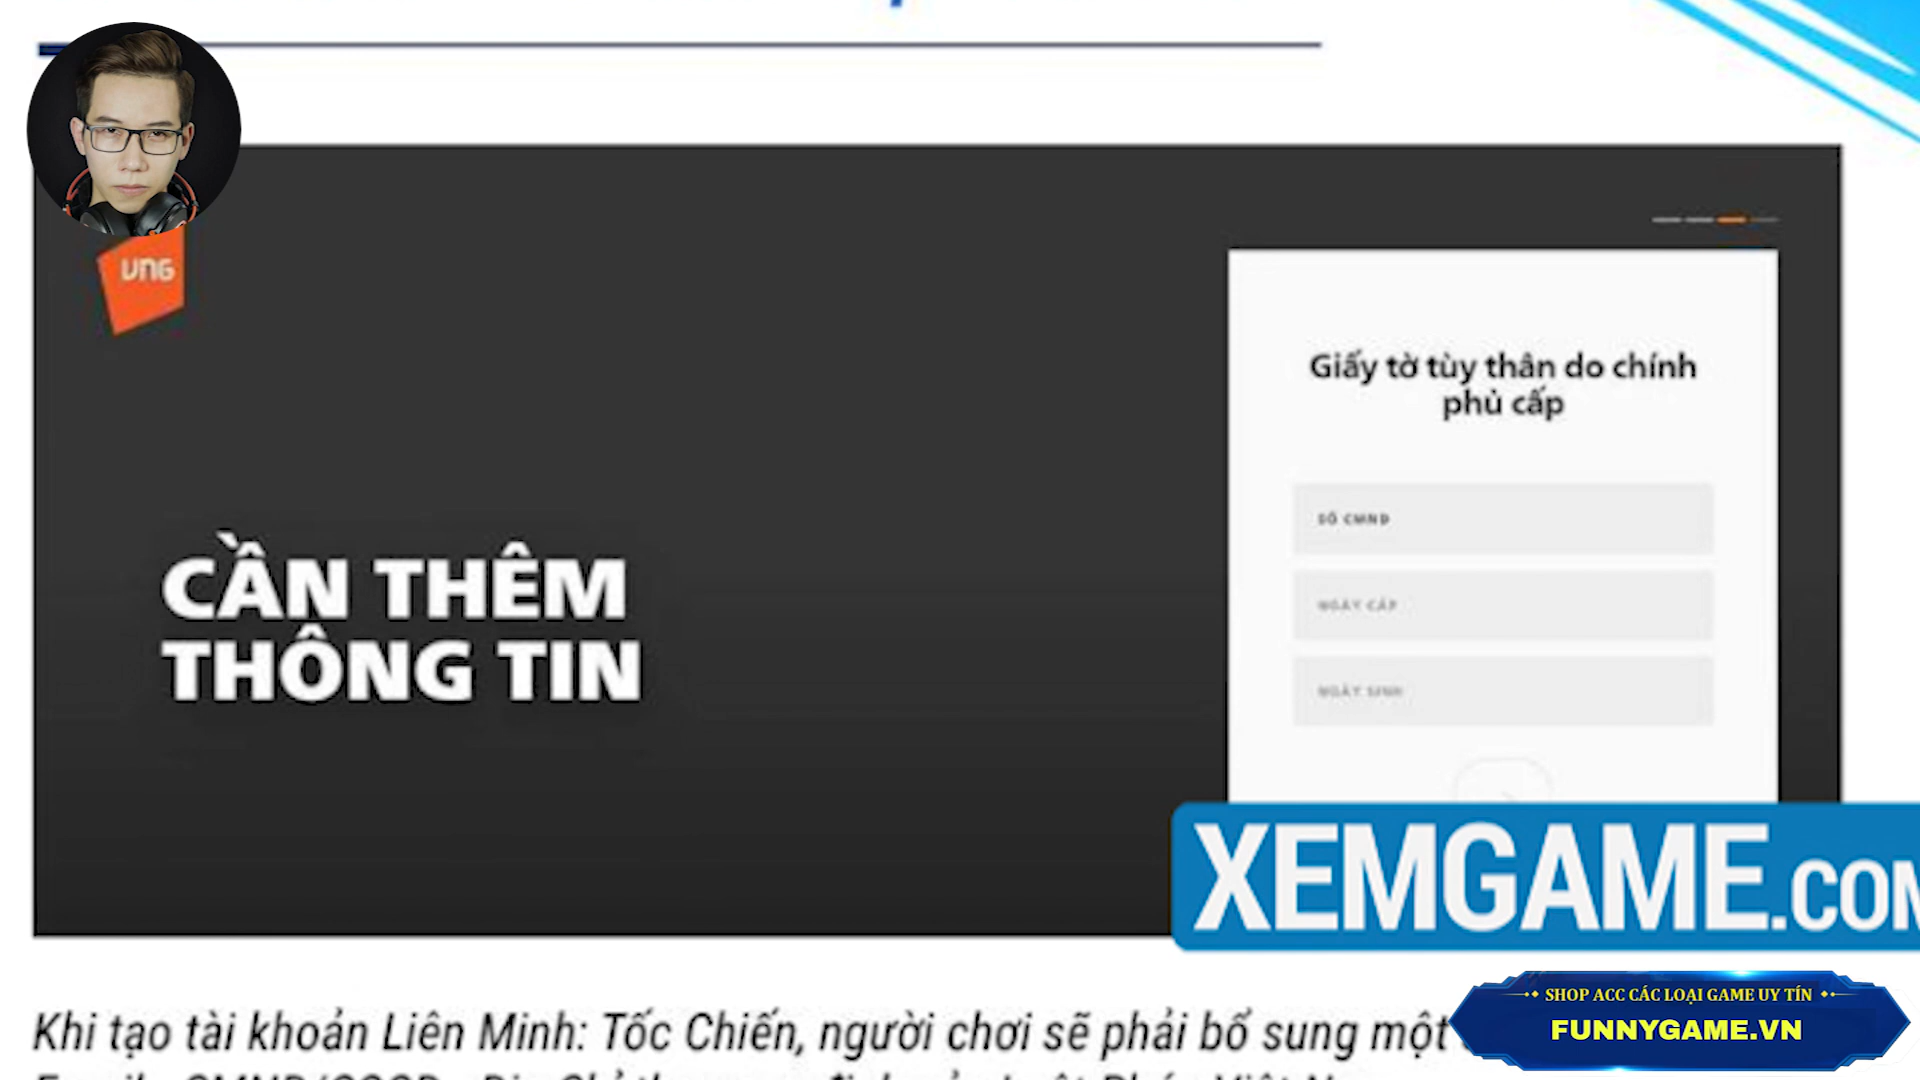 VNG
Giấy tờ tùy thân do chính
phủ cấp
SỐ CMND
NGÀY CẤP
NGÀY SINH
CẦN THÊM
THÔNG TIN
XEMGAME.COM
Khi tạo tài khoản Liên Minh: Tốc Chiến, người chơi sẽ phải bổ sung một
SHOP ACC CÁC LOẠI GAME UY TÍN
FUNNYGAME.VN